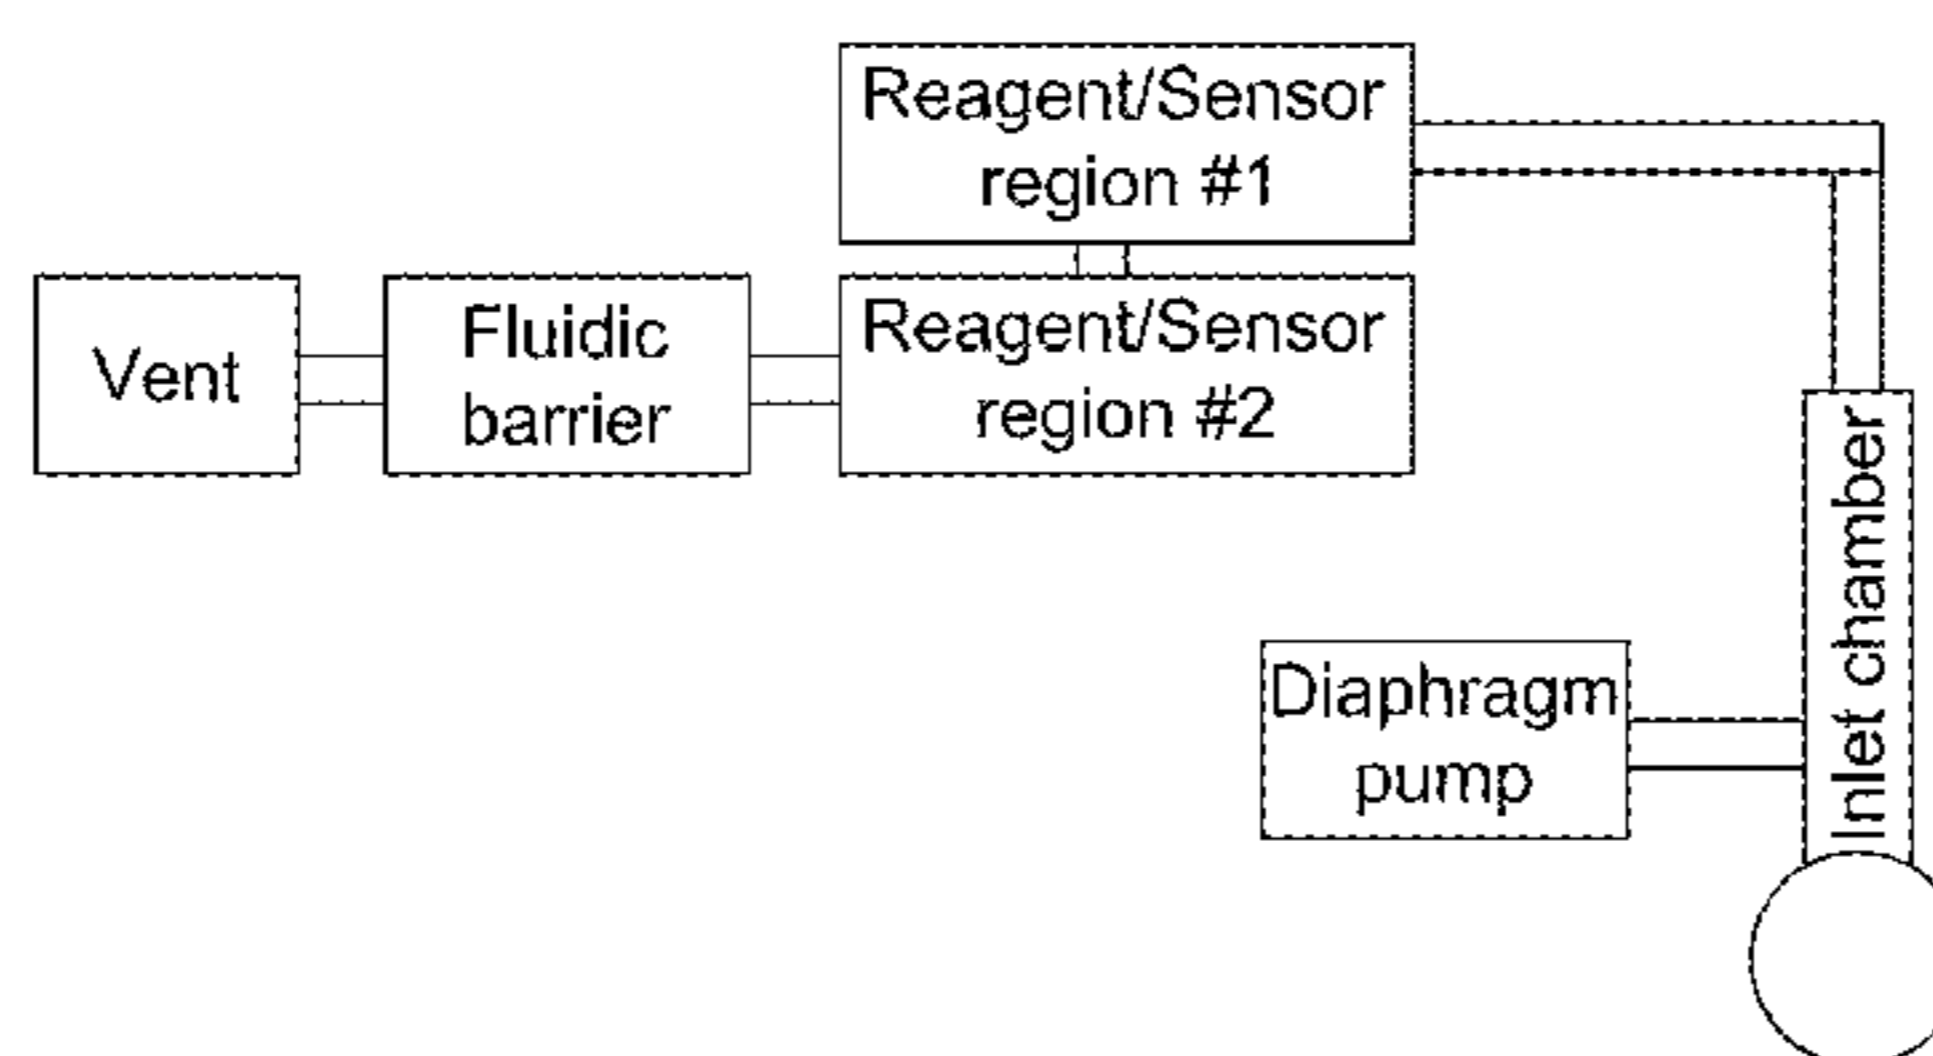 Reagent/Sensor
region #1
Vent
Fluidic
barrier
Reagent/Sensor
region #2
Inlet chamber
Diaphragm
pump